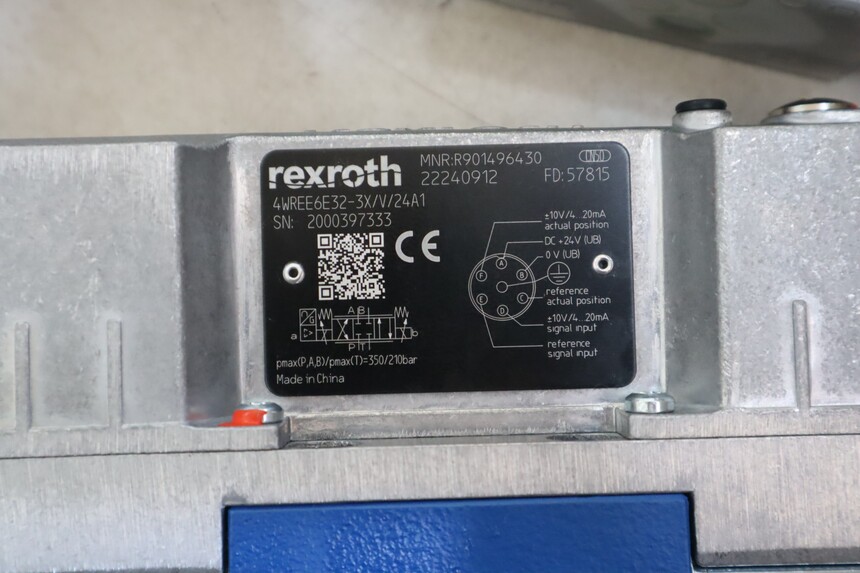 rexroth
MNR:R901496430
CN60
22240912
FD: 57815
4WREE6E32-3X/V/24A1
SN: 2000397333
CE
±10V/4...20mA
actual position
DC +24V (UB)
0 V (UB)
reference
actual position
±10V/4...20mA
signal input
reference
signal input
A
B
C
D
E
F
A B
a
b
P T
pmax(P,A,B)/pmax(T)=350/210bar
Made in China